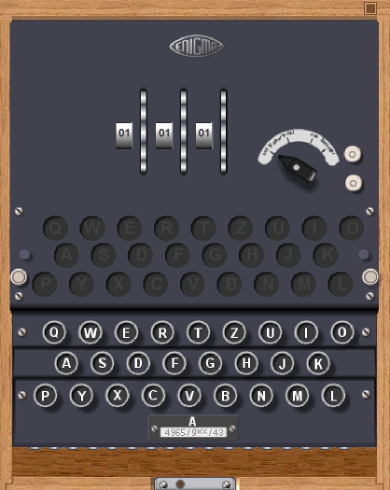 ENIGMA
01 01 01
Q W E R T Z U I O
A S D F G H J K
P Y X C V B N M L
Q W E R T Z U I O
A S D F G H J K
P Y X C V B N M L
A